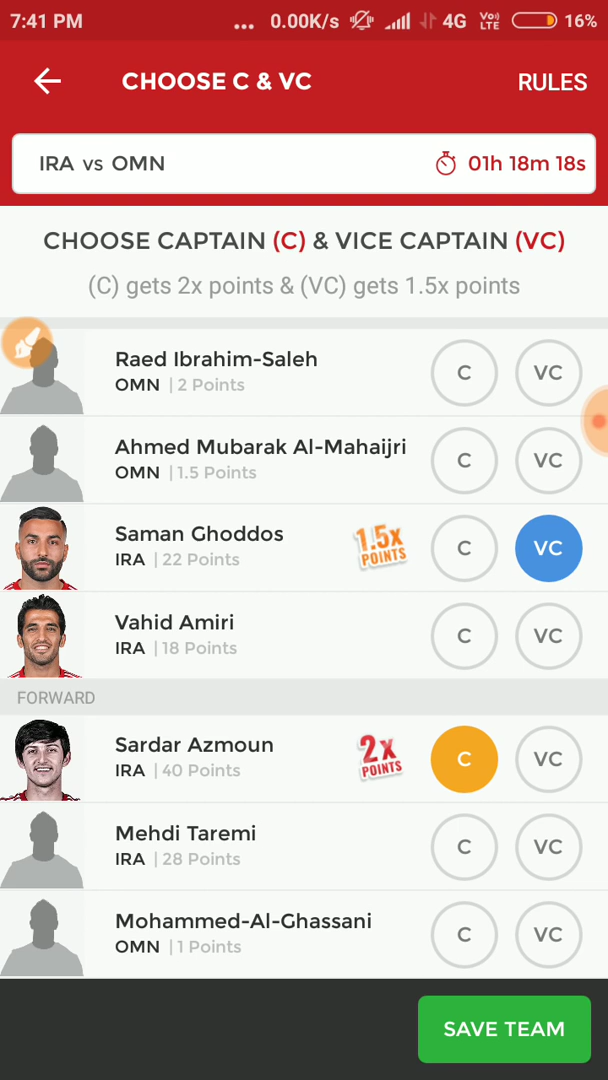 7:41 PM ... 0.00K/s 4G Vo)) LTE 16%
CHOOSE C & VC RULES
IRA vs OMN 01h 18m 18s
CHOOSE CAPTAIN (C) & VICE CAPTAIN (VC)
(C) gets 2x points & (VC) gets 1.5x points
Raed Ibrahim-Saleh
OMN | 2 Points
C VC
Ahmed Mubarak Al-Mahaijri
OMN | 1.5 Points
C VC
Saman Ghoddos
IRA | 22 Points
1.5x
POINTS
C VC
Vahid Amiri
IRA | 18 Points
C VC
FORWARD
Sardar Azmoun
IRA | 40 Points
2x
POINTS
C VC
Mehdi Taremi
IRA | 28 Points
C VC
Mohammed-Al-Ghassani
OMN | 1 Points
C VC
SAVE TEAM